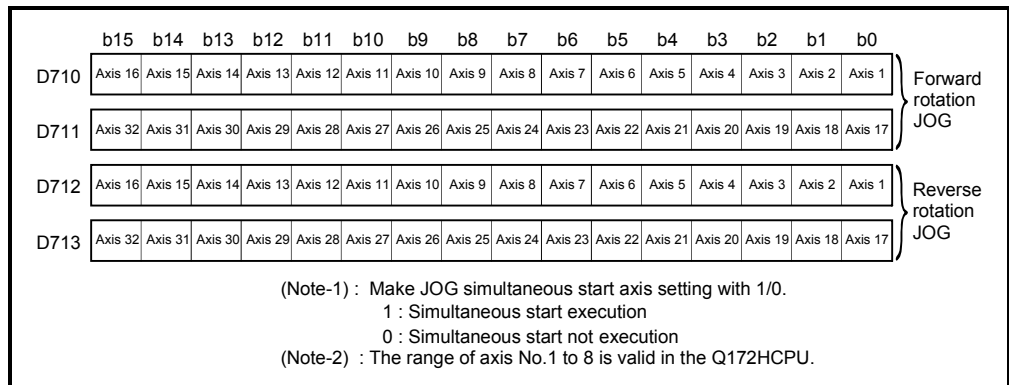 b15 b14 b13 b12 b11 b10 b9 b8 b7 b6 b5 b4 b3 b2 b1 b0
D710 Axis 16 Axis 15 Axis 14 Axis 13 Axis 12 Axis 11 Axis 10 Axis 9 Axis 8 Axis 7 Axis 6 Axis 5 Axis 4 Axis 3 Axis 2 Axis 1
Forward
rotation
JOG
D711 Axis 32 Axis 31 Axis 30 Axis 29 Axis 28 Axis 27 Axis 26 Axis 25 Axis 24 Axis 23 Axis 22 Axis 21 Axis 20 Axis 19 Axis 18 Axis 17
D712 Axis 16 Axis 15 Axis 14 Axis 13 Axis 12 Axis 11 Axis 10 Axis 9 Axis 8 Axis 7 Axis 6 Axis 5 Axis 4 Axis 3 Axis 2 Axis 1
Reverse
rotation
JOG
D713 Axis 32 Axis 31 Axis 30 Axis 29 Axis 28 Axis 27 Axis 26 Axis 25 Axis 24 Axis 23 Axis 22 Axis 21 Axis 20 Axis 19 Axis 18 Axis 17
(Note-1) : Make JOG simultaneous start axis setting with 1/0.
1 : Simultaneous start execution
0 : Simultaneous start not execution
(Note-2) : The range of axis No.1 to 8 is valid in the Q172HCPU.